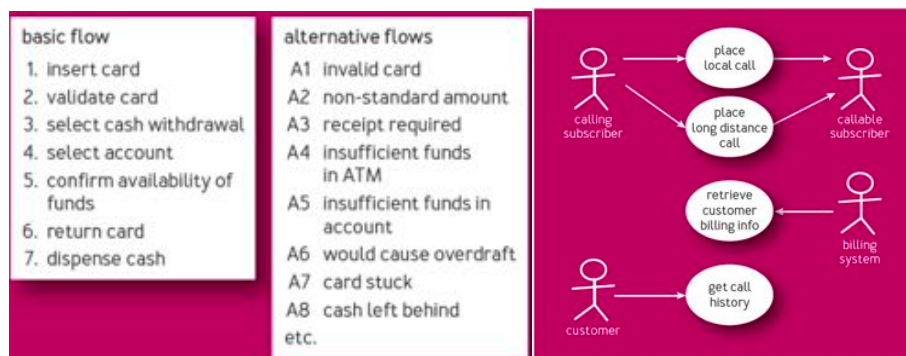 basic flow
1. insert card
2. validate card
3. select cash withdrawal
4. select account
5. confirm availability of
funds
6. return card
7. dispense cash
alternative flows
A1 invalid card
A2 non-standard amount
A3 receipt required
A4 insufficient funds
in ATM
A5 insufficient funds in
account
A6 would cause overdraft
A7 card stuck
A8 cash left behind
etc.
place
local call
calling
subscriber
callable
subscriber
place
long distance
call
retrieve
customer
billing info
billing
system
get call
history
customer